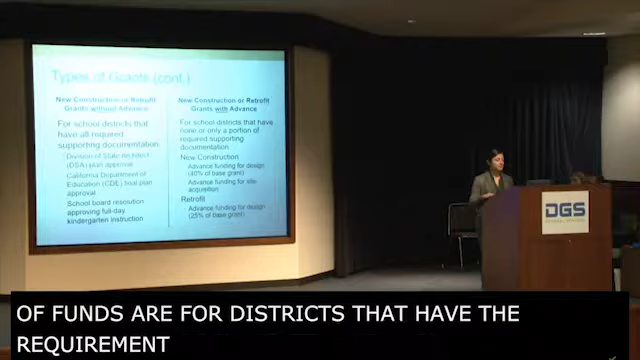 Types of Grants (cont.)
New Construction or Retrofit
Grants without Advance
For school districts that
have all required
supporting documentation
Division of State Architect
(DSA) plan approval
California Department of
Education (CDE) final plan
approval
School board resolution
approving full-day
kindergarten instruction
New Construction or Retrofit
Grants with Advance
For school districts that have
none or only a portion of
required supporting
documentation
New Construction
Advance funding for design
(40% of base grant)
Advance funding for site
acquisition
Retrofit
Advance funding for design
(25% of base grant)
DGS
OF FUNDS ARE FOR DISTRICTS THAT HAVE THE
REQUIREMENT